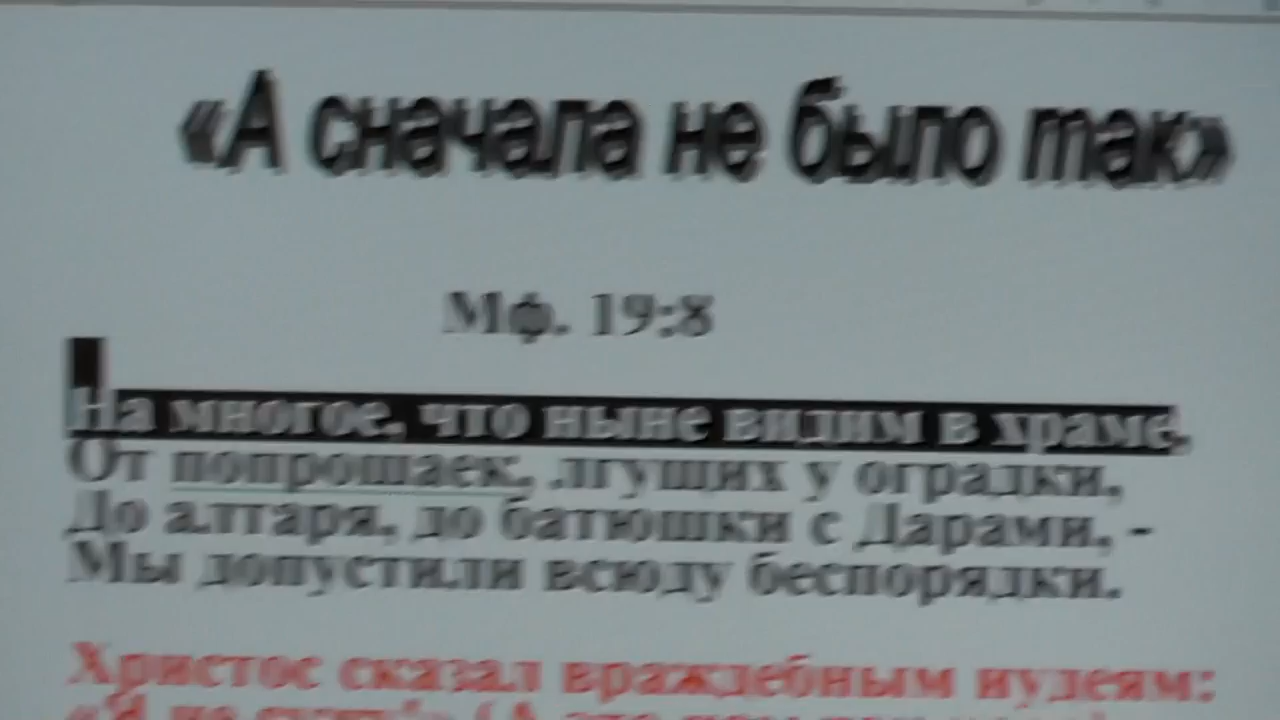 «А сначала не было так»
Мф. 19:8
На многое, что ныне видим в храме,
От попрошаек, лгущих у оградки,
До алтаря, до батюшки с Дарами, -
Мы допустили всюду беспорядки.
Христос сказал враждебным иудеям: